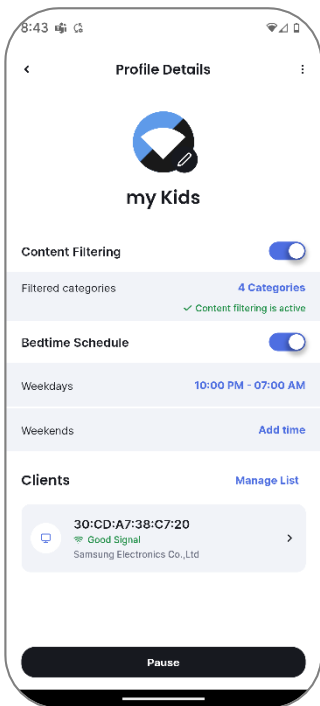 8:43
Profile Details
my Kids
Content Filtering
Filtered categories 4 Categories
Content filtering is active
Bedtime Schedule
Weekdays 10:00 PM - 07:00 AM
Weekends Add time
Clients Manage List
30:CD:A7:38:C7:20
Good Signal
Samsung Electronics Co.,Ltd
Pause